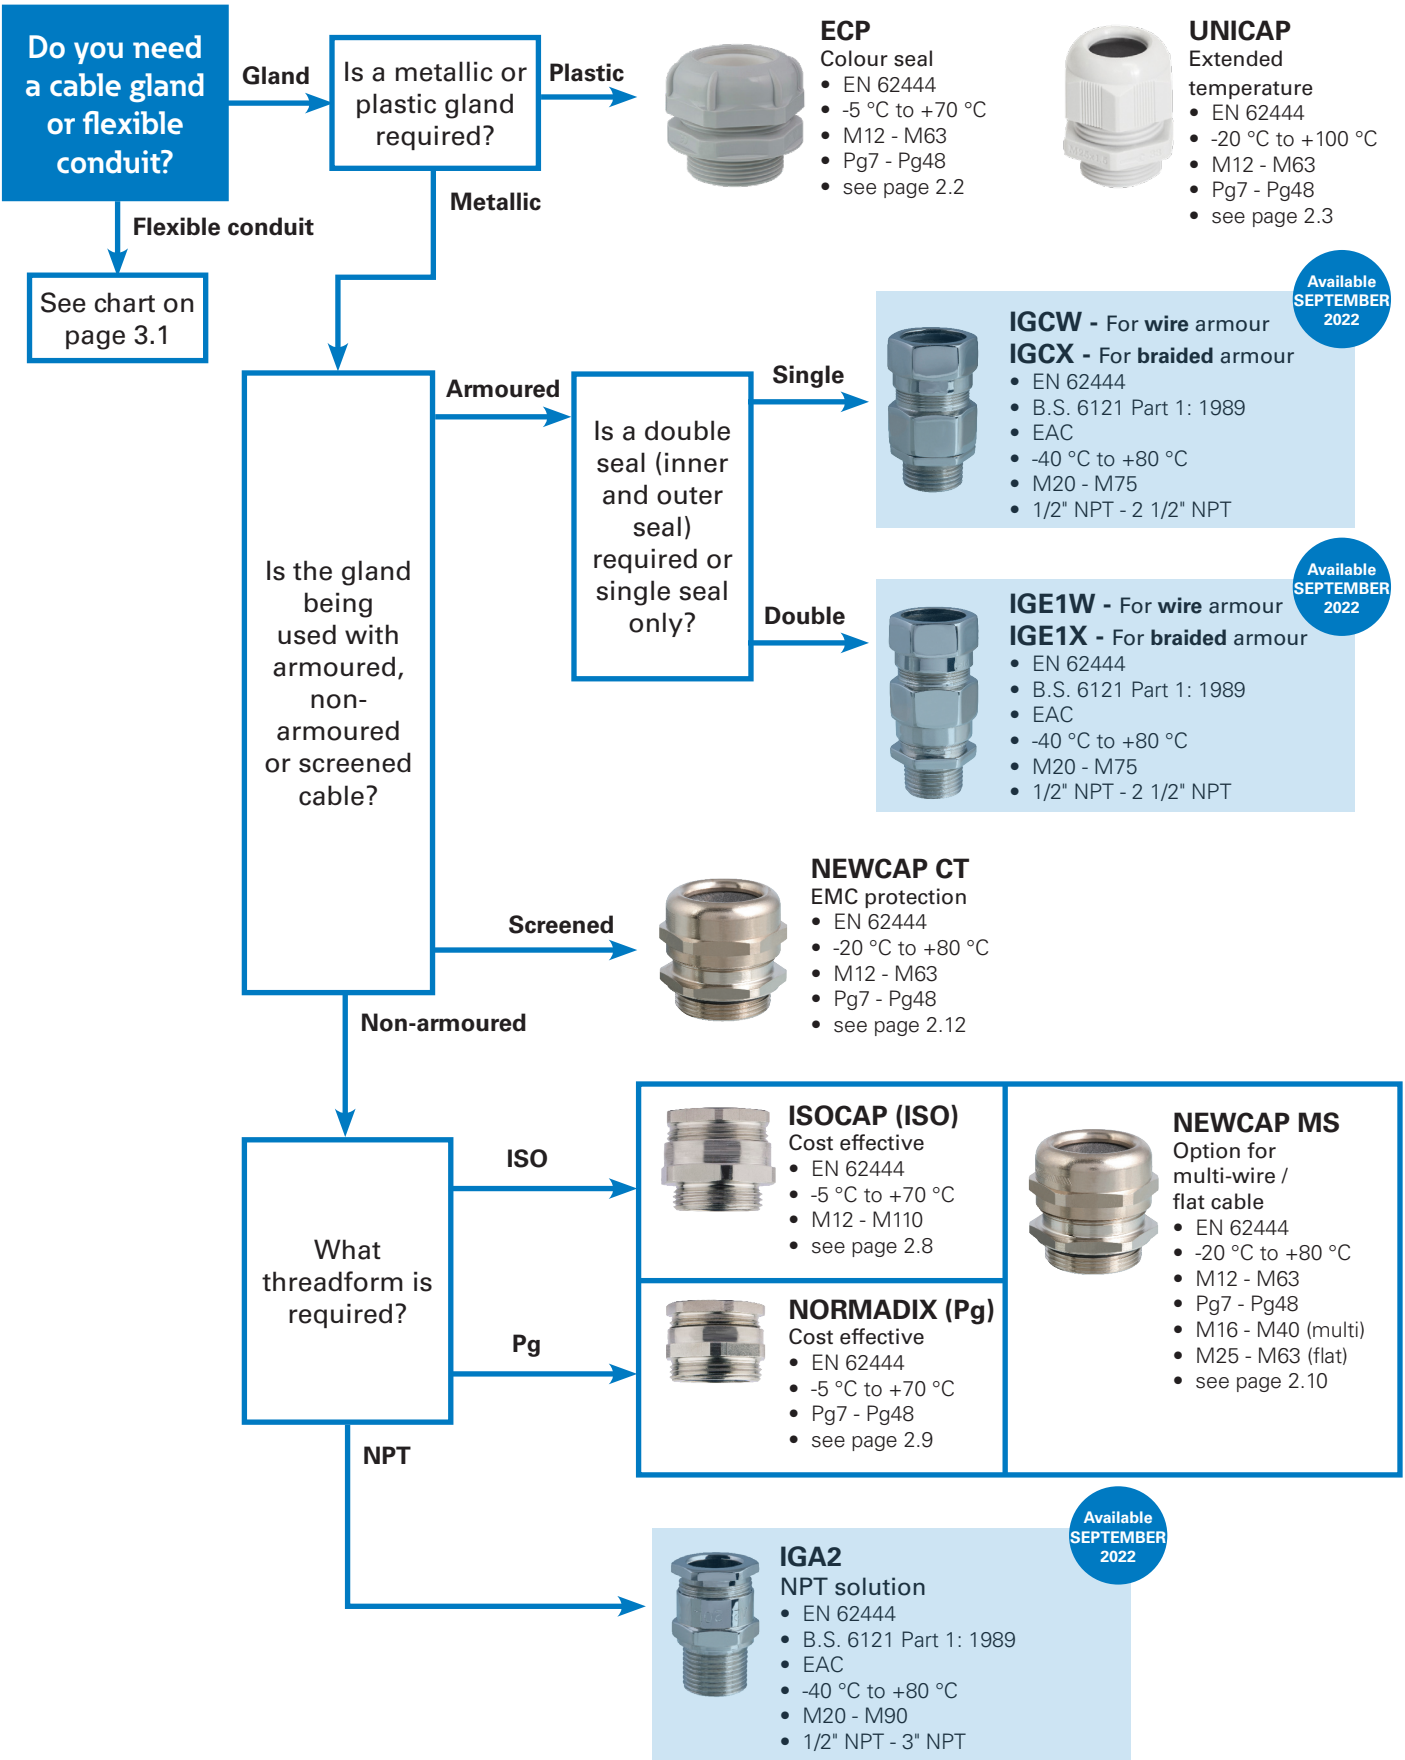 Do you need
a cable gland
or flexible
conduit?
Gland
Is a metallic or
plastic gland
required?
Plastic
ECP
Colour seal
• EN 62444
• -5 °C to +70 °C
• M12 - M63
• Pg7 - Pg48
• see page 2.2
UNICAP
Extended
temperature
• EN 62444
• -20 °C to +100 °C
• M12 - M63
• Pg7 - Pg48
• see page 2.3
Metallic
Flexible conduit
See chart on
page 3.1
Is the gland
being
used with
armoured,
non-
armoured
or screened
cable?
Armoured
Is a double
seal (inner
and outer
seal)
required or
single seal
only?
Single
Available
SEPTEMBER
2022
IGCW - For wire armour
IGCX - For braided armour
• EN 62444
• B.S. 6121 Part 1: 1989
• EAC
• -40 °C to +80 °C
• M20 - M75
• 1/2" NPT - 2 1/2" NPT
Double
Available
SEPTEMBER
2022
IGE1W - For wire armour
IGE1X - For braided armour
• EN 62444
• B.S. 6121 Part 1: 1989
• EAC
• -40 °C to +80 °C
• M20 - M75
• 1/2" NPT - 2 1/2" NPT
Screened
NEWCAP CT
EMC protection
• EN 62444
• -20 °C to +80 °C
• M12 - M63
• Pg7 - Pg48
• see page 2.12
Non-armoured
What
threadform is
required?
ISO
ISOCAP (ISO)
Cost effective
• EN 62444
• -5 °C to +70 °C
• M12 - M110
• see page 2.8
Pg
NORMADIX (Pg)
Cost effective
• EN 62444
• -5 °C to +70 °C
• Pg7 - Pg48
• see page 2.9
NEWCAP MS
Option for
multi-wire /
flat cable
• EN 62444
• -20 °C to +80 °C
• M12 - M63
• Pg7 - Pg48
• M16 - M40 (multi)
• M25 - M63 (flat)
• see page 2.10
NPT
Available
SEPTEMBER
2022
IGA2
NPT solution
• EN 62444
• B.S. 6121 Part 1: 1989
• EAC
• -40 °C to +80 °C
• M20 - M90
• 1/2" NPT - 3" NPT